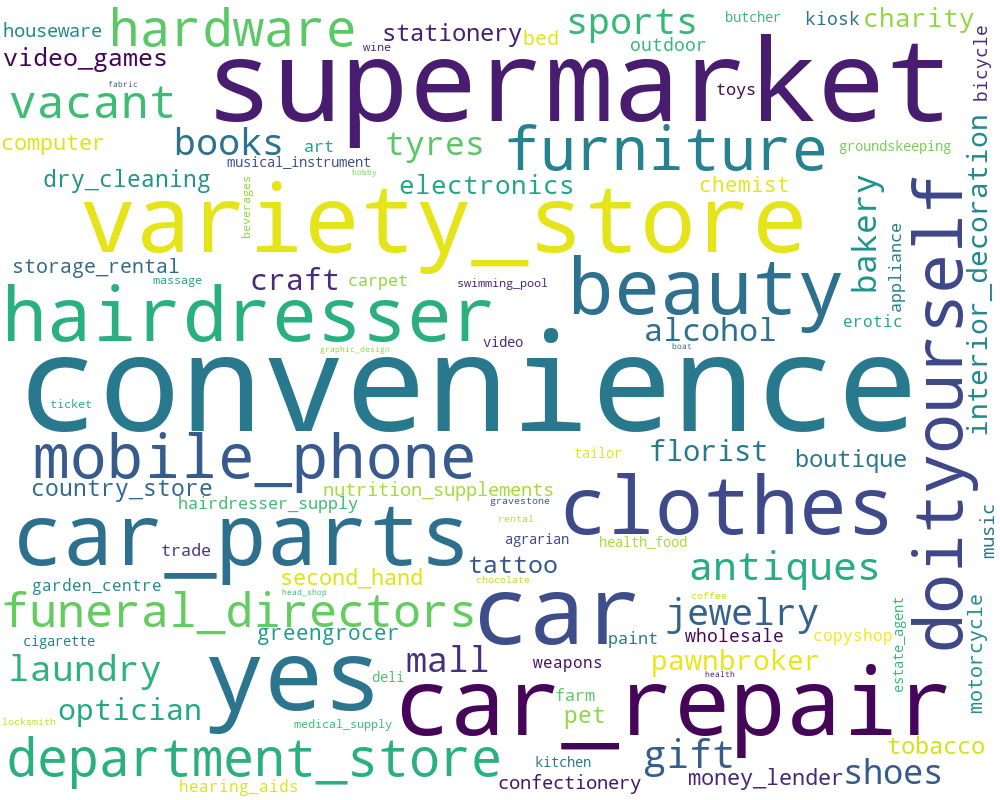 houseware
hardware
stationery
bed
sports
butcher
kiosk
charity
bicycle
video_games
wine
supermarket
outdoor
toys
vacant
fabric
computer
books
art
tyres
furniture
groundskeeping
musical_instrument
hobby
dry_cleaning
electronics
chemist
beverages
variety_store
bakery
interior_decoration
doityourself
storage_rental
massage
craft
carpet
swimming_pool
beauty
appliance
hairdresser
video
alcohol
erotic
graphic_design
boat
convenience
ticket
mobile_phone
tailor
florist
boutique
country_store
nutrition_supplements
hairdresser_supply
gravestone
clothes
music
car_parts
rental
trade
agrarian
health_food
tattoo
antiques
garden_centre
second_hand
head_shop
chocolate
coffee
funeral_directors
car
jewelry
estate_agent
motorcycle
cigarette
greengrocer
paint
wholesale
copyshop
laundry
yes
mall
weapons
pawnbroker
deli
health
car_repair
farm
optician
pet
locksmith
medical_supply
department_store
gift
tobacco
kitchen
hearing_aids
confectionery
money_lender
shoes